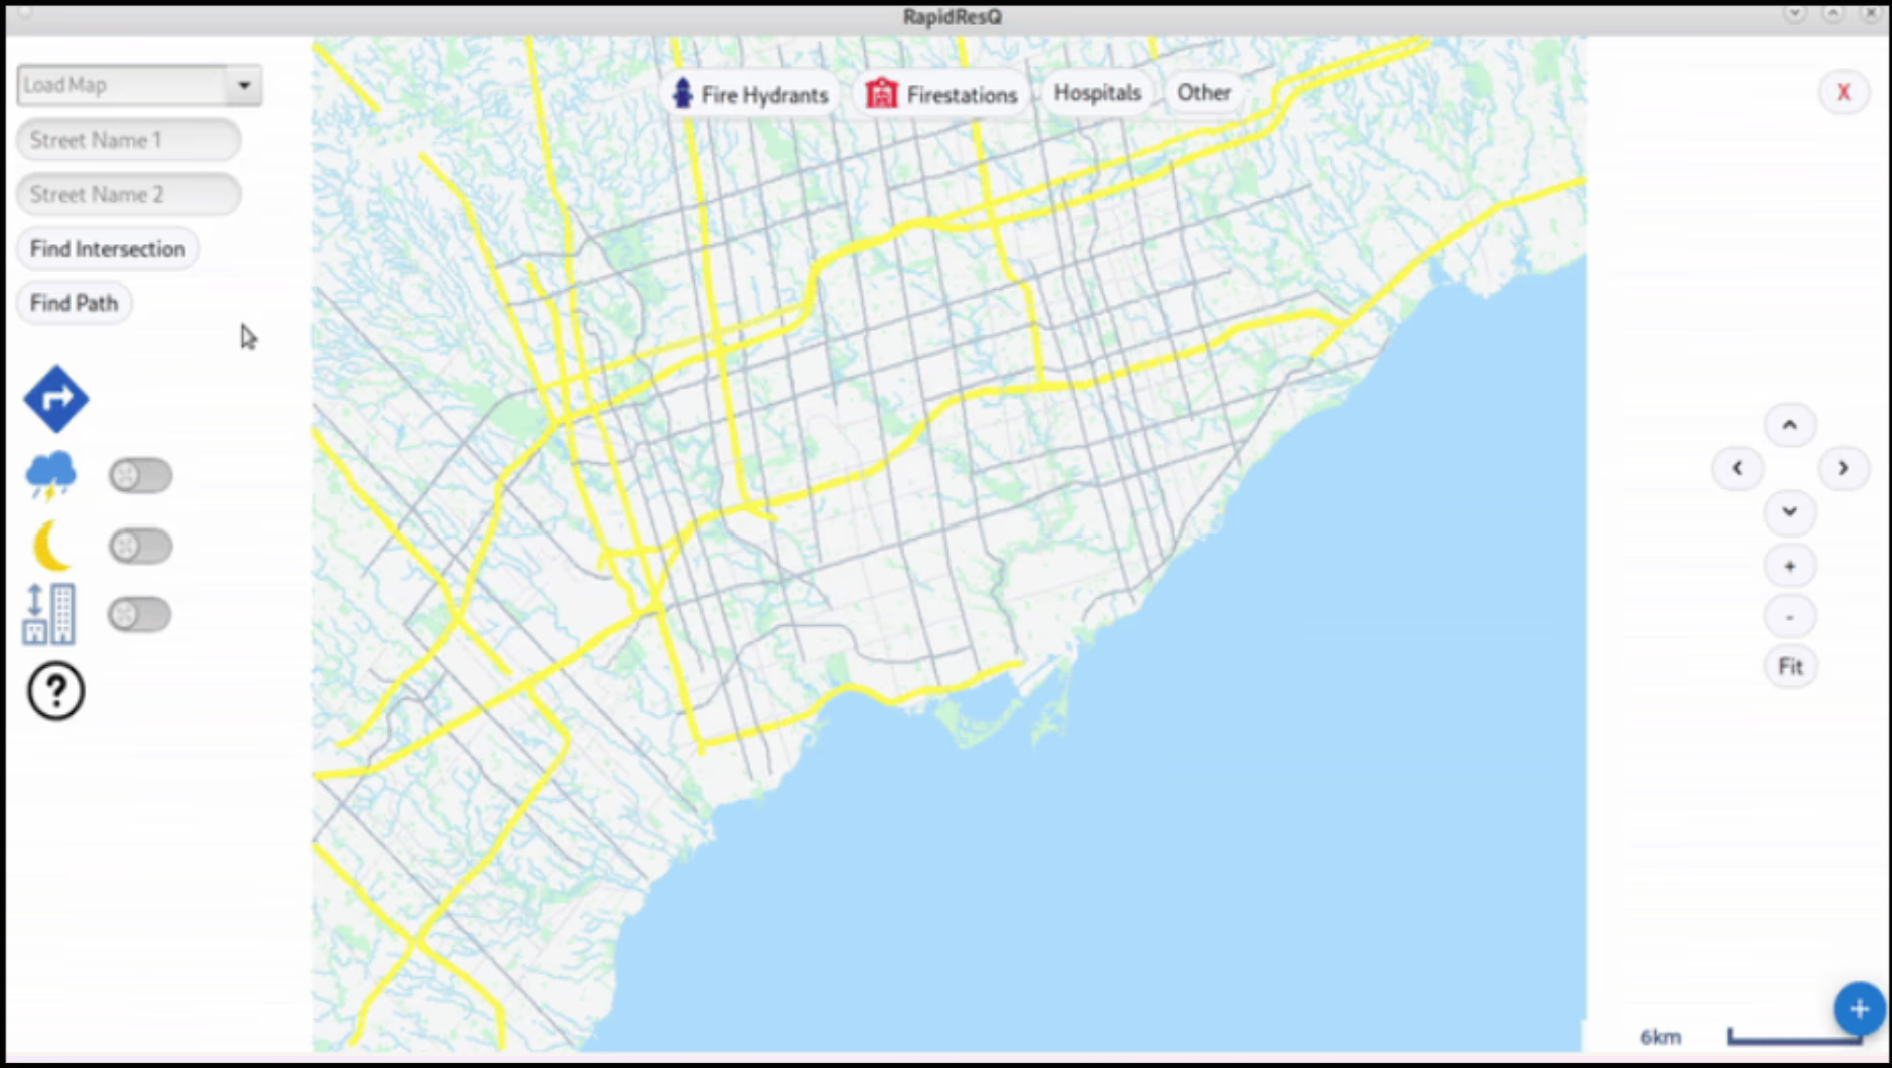 RapidResQ
Load Map
Street Name 1
Street Name 2
Find Intersection
Find Path
?
Fire Hydrants
Firestations
Hospitals
Other
X
+
-
Fit
+
6km